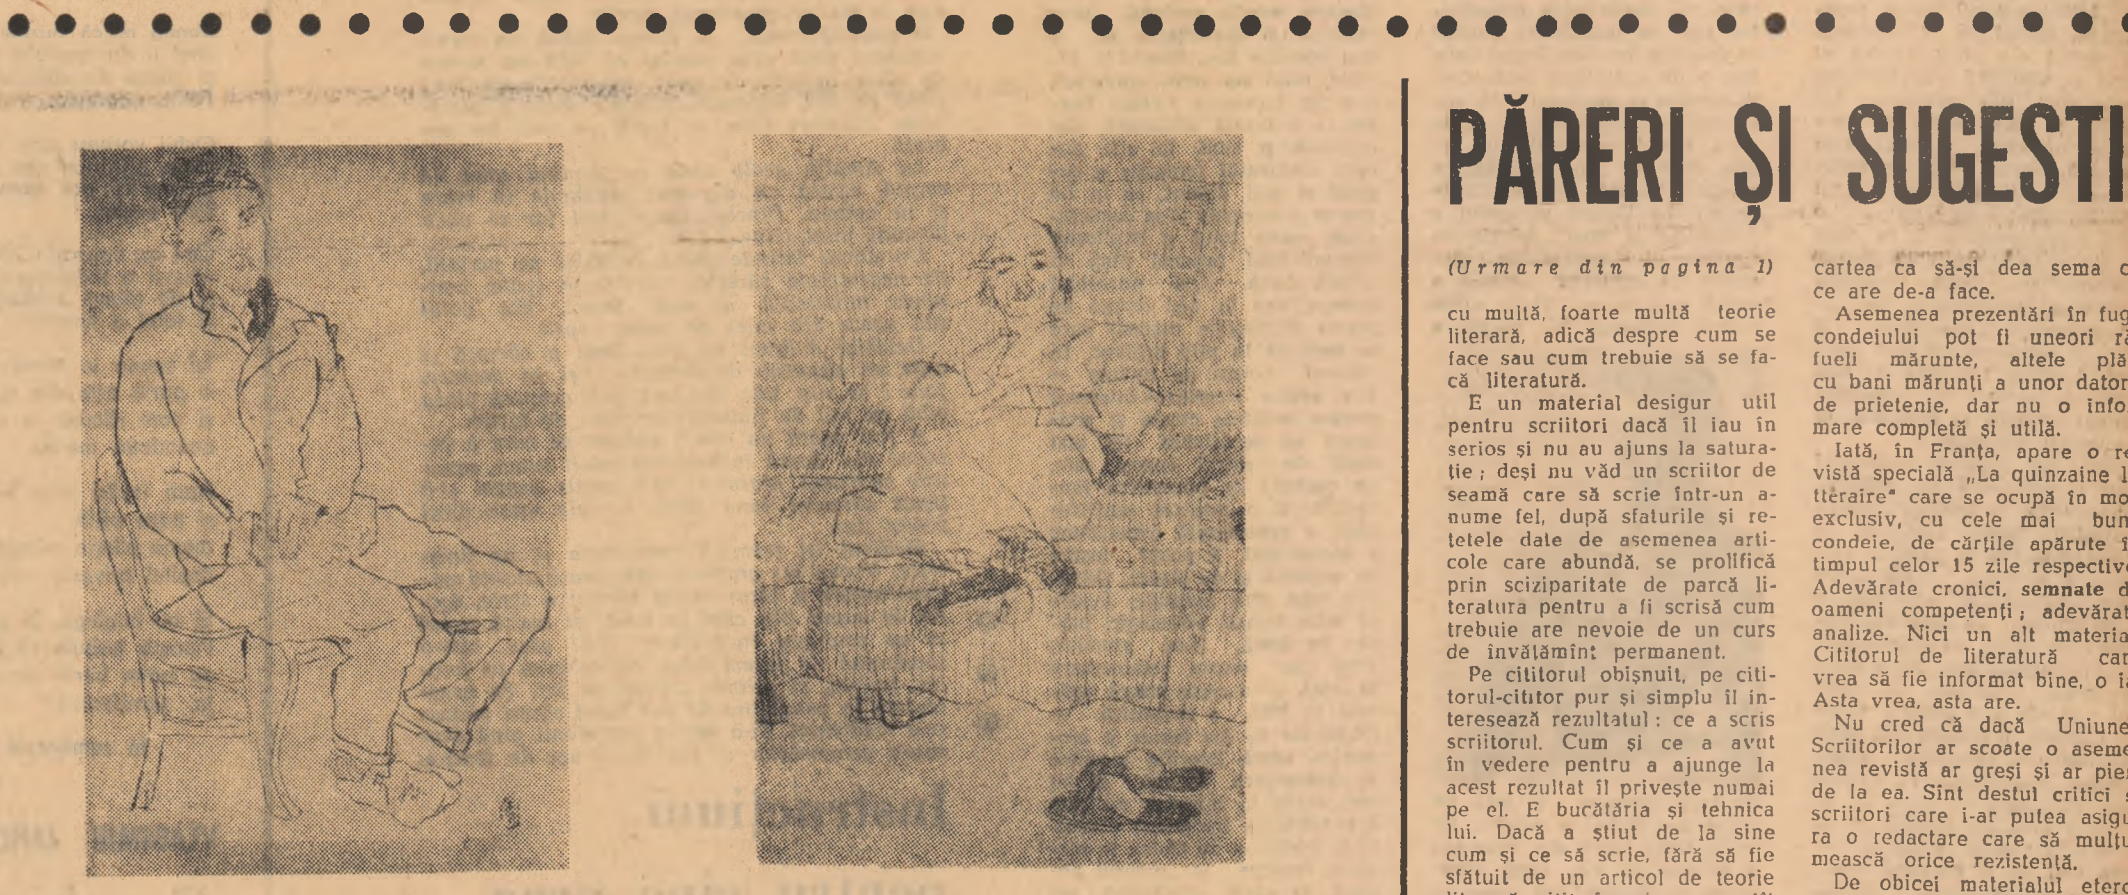 PĂRERI ȘI SUGESTI
(Urmare din pagina 1)
cu multă, foarte multă teorie
literară, adică despre cum se
face sau cum trebuie să se fa-
că literatură.
E un material desigur util
pentru scriitori dacă îl iau în
serios și nu au ajuns la satura-
ție ; deși nu văd un scriitor de
seamă care să scrie într-un a-
nume fel, după sfaturile și re-
țetele date de asemenea arti-
cole care abundă, se prolifică
prin sciziparitate de parcă li-
teratura pentru a fi scrisă cum
trebuie are nevoie de un curs
de învățămînt permanent.
Pe cititorul obișnuit, pe citi-
torul-cititor pur și simplu îl in-
teresează rezultatul : ce a scris
scriitorul. Cum și ce a avut
în vedere pentru a ajunge la
acest rezultat îl privește numai
pe el. E bucătăria și tehnica
lui. Dacă a știut de la sine
cum și ce să scrie, fără să fie
sfătuit de un articol de teorie
cartea ca să-și dea sema c
ce are de-a face.
Asemenea prezentări în fug
condeiului pot fi uneori ră
fueli mărunte, altele plă
cu bani mărunți a unor dator
de prietenie, dar nu o info
mare completă și utilă.
Iată, în Franța, apare o re
vistă specială „La quinzaine l
ttéraire" care se ocupă în mo
exclusiv, cu cele mai bun
condeie, de cărțile apărute î
timpul celor 15 zile respective
Adevărate cronici, semnate d
oameni competenți ; adevărat
analize. Nici un alt materia
Cititorul de literatură car
vrea să fie informat bine, o ia
Asta vrea, asta are.
Nu cred că dacă Uniune
Scriitorilor ar scoate o aseme
nea revistă ar greși și ar pier
de la ea. Sînt destul critici ș
scriitori care i-ar putea asigu
ra o redactare care să mulțu
mească orice rezistență.
De obicei materialul etero